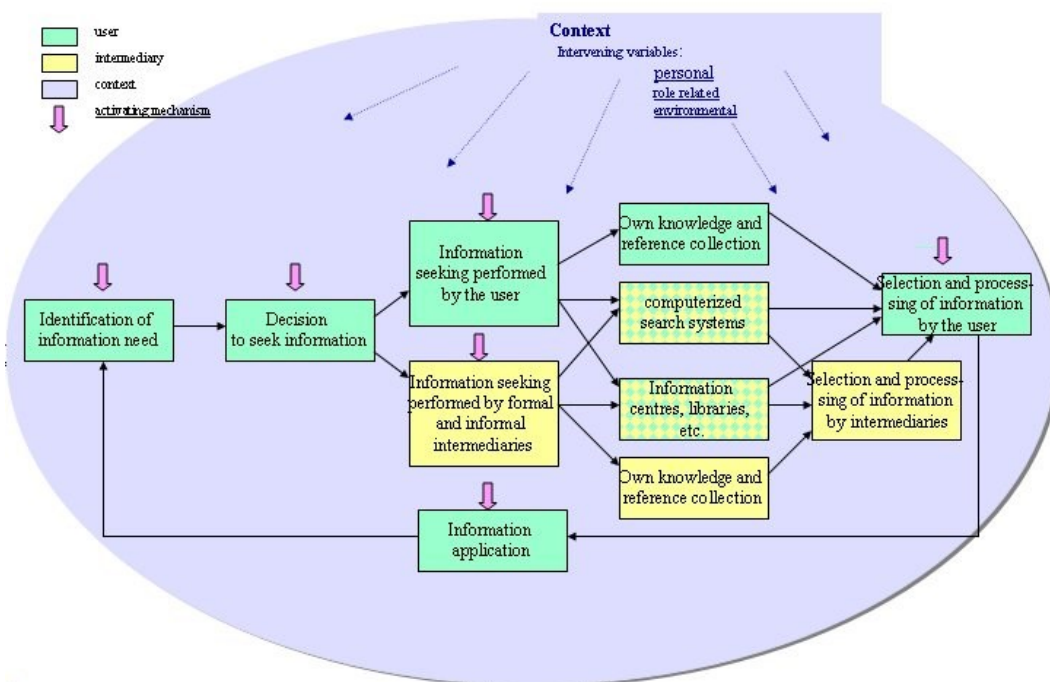 user
intermediary
context
activating mechanism
Context
Intervening variables:
personal
role related
environmental
Identification of
information need
Decision
to seek information
Information
seeking performed
by the user
Information seeking
performed by formal
and informal
intermediaries
Own knowledge and
reference collection
computerized
search systems
Information
centres, libraries,
etc.
Own knowledge and
reference collection
Selection and process-
sing of information
by the user
Selection and process-
sing of information
by intermediaries
Information
application